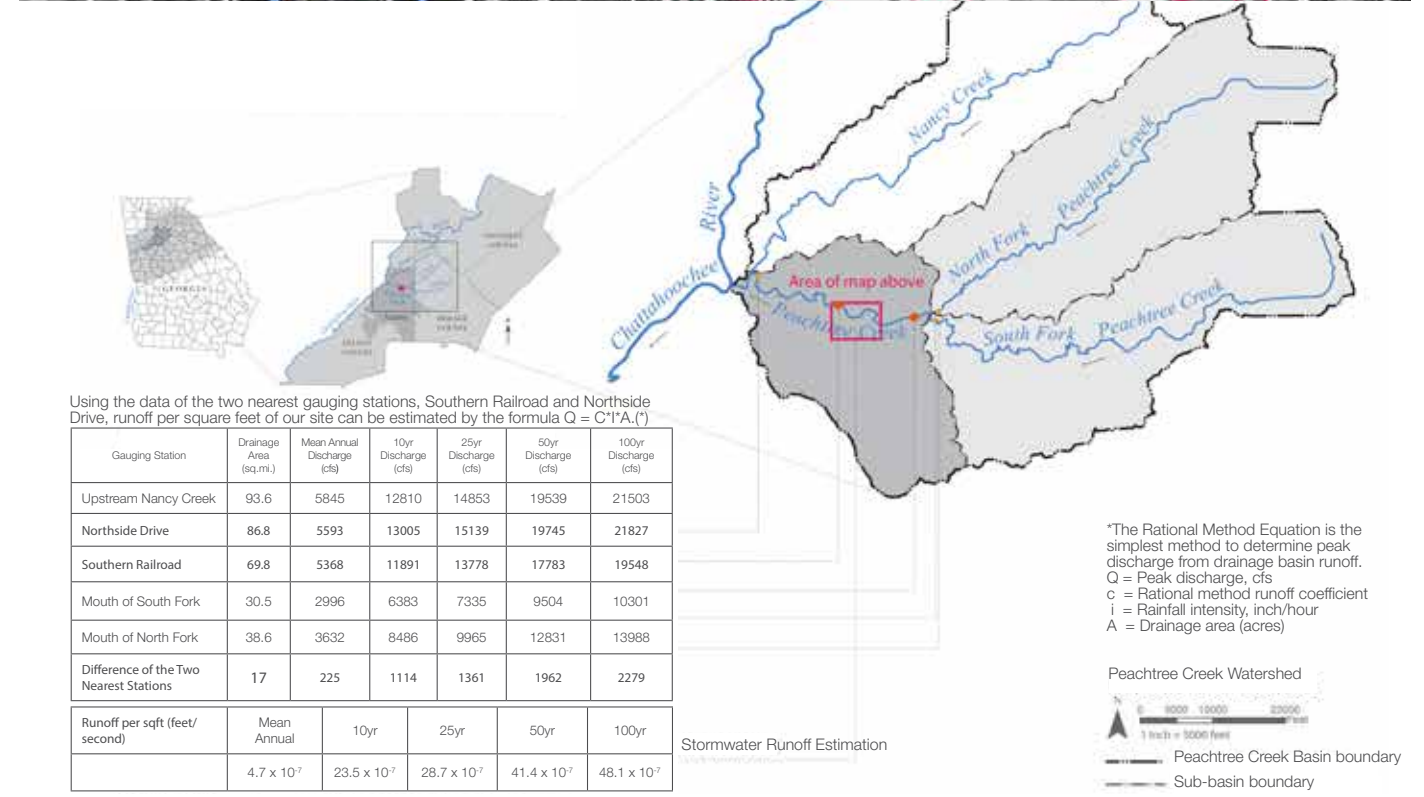 Nancy Creek
River
Chattahoochee
Peachtree Creek
North Fork
Peachtree Creek
South Fork
Area of map above
Peachtree Creek
GEORGIA
Using the data of the two nearest gauging stations, Southern Railroad and Northside
Drive, runoff per square feet of our site can be estimated by the formula Q = C*I*A.(*)
Gauging Station Drainage Area (sq.mi.) Mean Annual Discharge (cfs) 10yr Discharge (cfs) 25yr Discharge (cfs) 50yr Discharge (cfs) 100yr Discharge (cfs)
Upstream Nancy Creek 93.6 5845 12810 14853 19539 21503
Northside Drive 86.8 5593 13005 15139 19745 21827
Southern Railroad 69.8 5368 11891 13778 17783 19548
Mouth of South Fork 30.5 2996 6383 7335 9504 10301
Mouth of North Fork 38.6 3632 8486 9965 12831 13988
Difference of the Two Nearest Stations 17 225 1114 1361 1962 2279
Runoff per sqft (feet/second) Mean Annual 10yr 25yr 50yr 100yr
4.7 x 10⁻⁷ 23.5 x 10⁻⁷ 28.7 x 10⁻⁷ 41.4 x 10⁻⁷ 48.1 x 10⁻⁷
Stormwater Runoff Estimation
*The Rational Method Equation is the
simplest method to determine peak
discharge from drainage basin runoff.
Q = Peak discharge, cfs
c = Rational method runoff coefficient
i = Rainfall intensity, inch/hour
A = Drainage area (acres)
Peachtree Creek Watershed
N
1 Inch = 5000 feet
Peachtree Creek Basin boundary
Sub-basin boundary